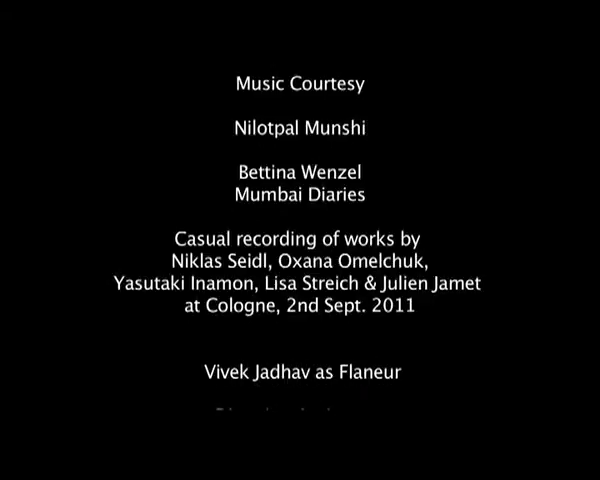 Music Courtesy
Nilotpal Munshi
Bettina Wenzel
Mumbai Diaries
Casual recording of works by
Niklas Seidl, Oxana Omelchuk,
Yasutaki Inamon, Lisa Streich & Julien Jamet
at Cologne, 2nd Sept. 2011
Vivek Jadhav as Flaneur